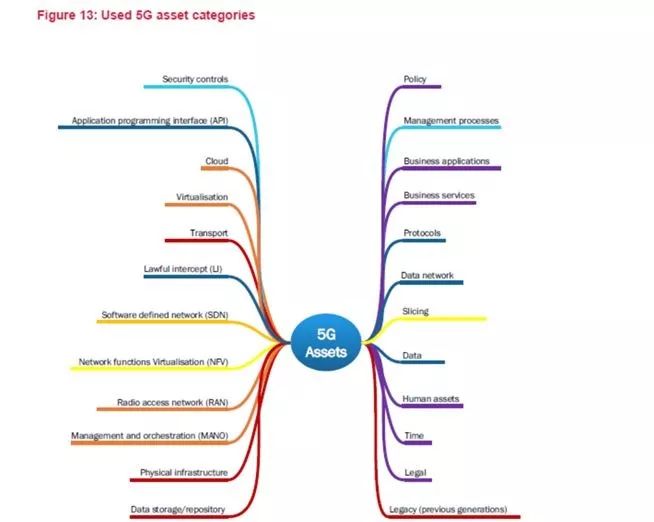 Figure 13: Used 5G asset categories
Security controls
Application programming interface (API)
Cloud
Virtualisation
Transport
Lawful intercept (LI)
Software defined network (SDN)
Network functions Virtualisation (NFV)
Radio access network (RAN)
Management and orchestration (MANO)
Physical infrastructure
Data storage/repository
5G
Assets
Policy
Management processes
Business applications
Business services
Protocols
Data network
Slicing
Data
Human assets
Time
Legal
Legacy (previous generations)